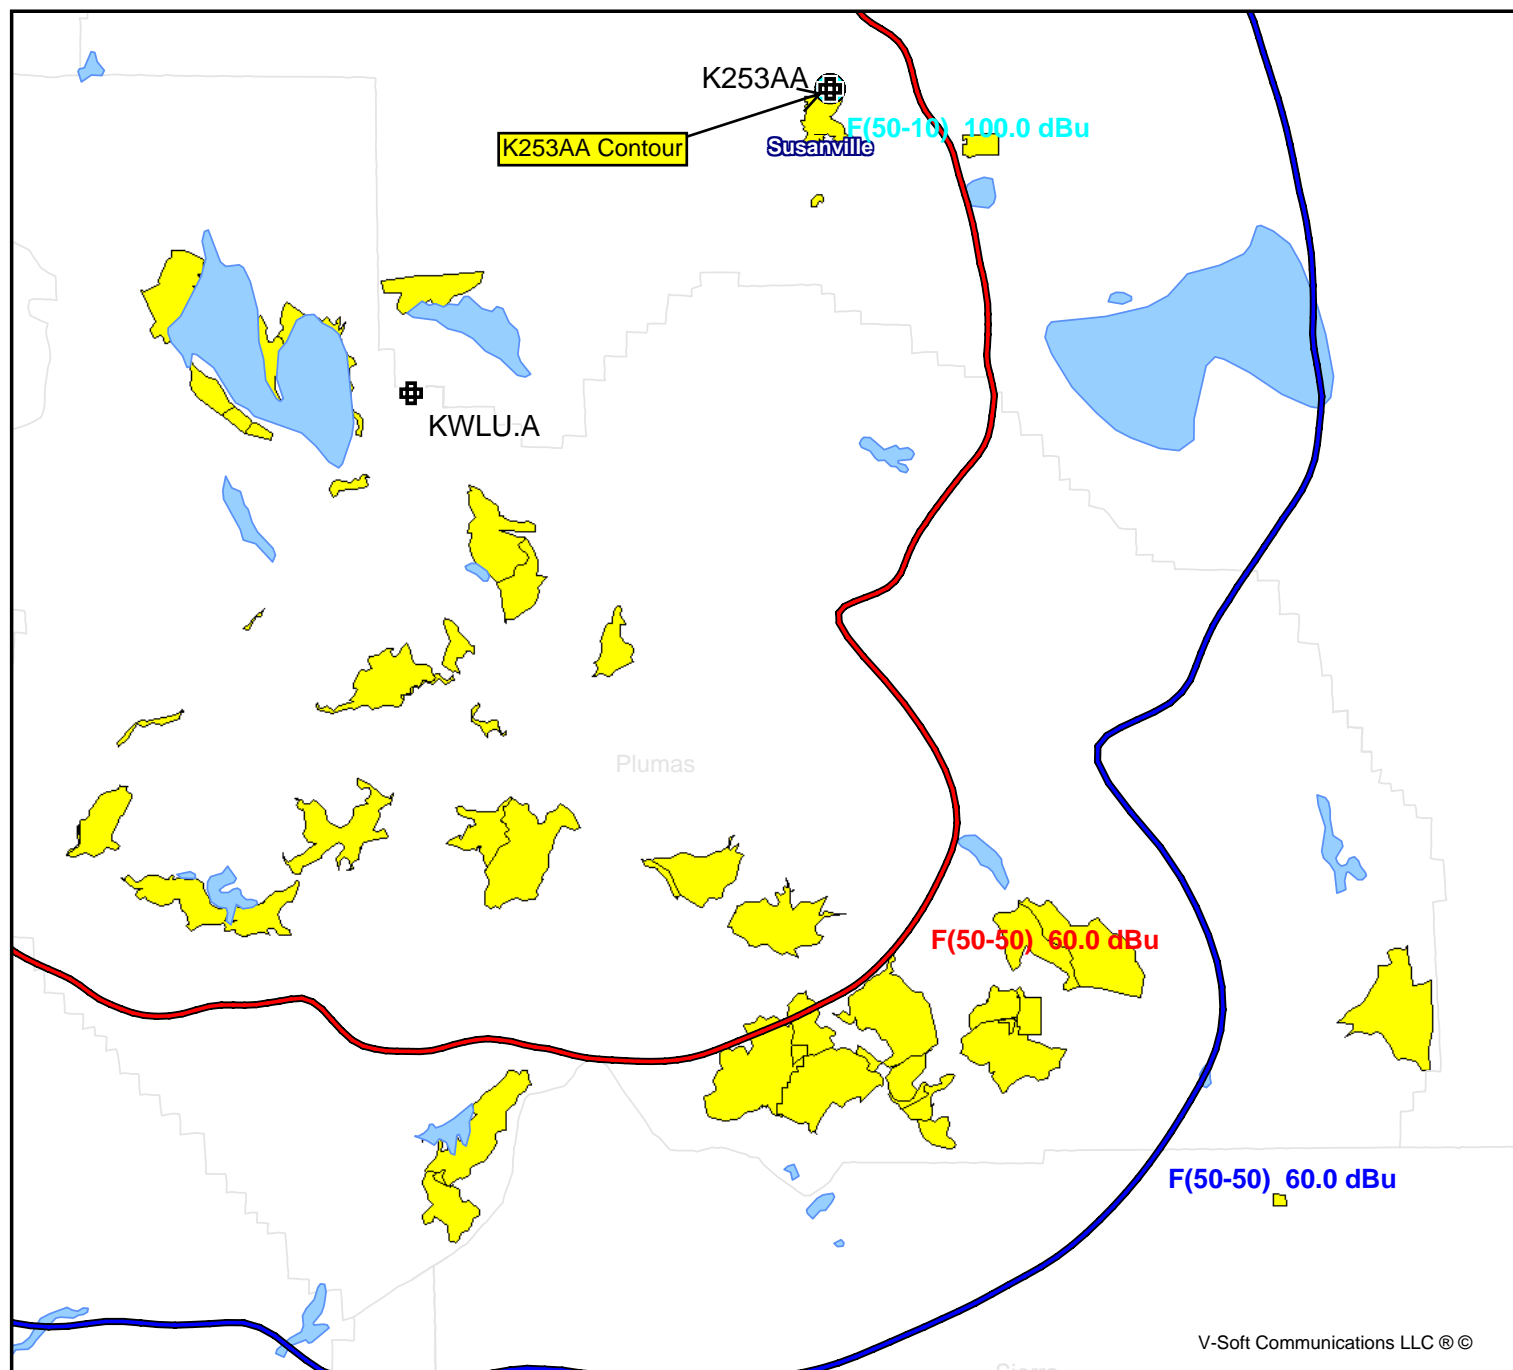 K253AA
F(50-10) 100.0 dBu
K253AA Contour
Susanville
KWLU.A
Plumas
F(50-50) 60.0 dBu
F(50-50) 60.0 dBu
V-Soft Communications LLC ® ©
Sierra